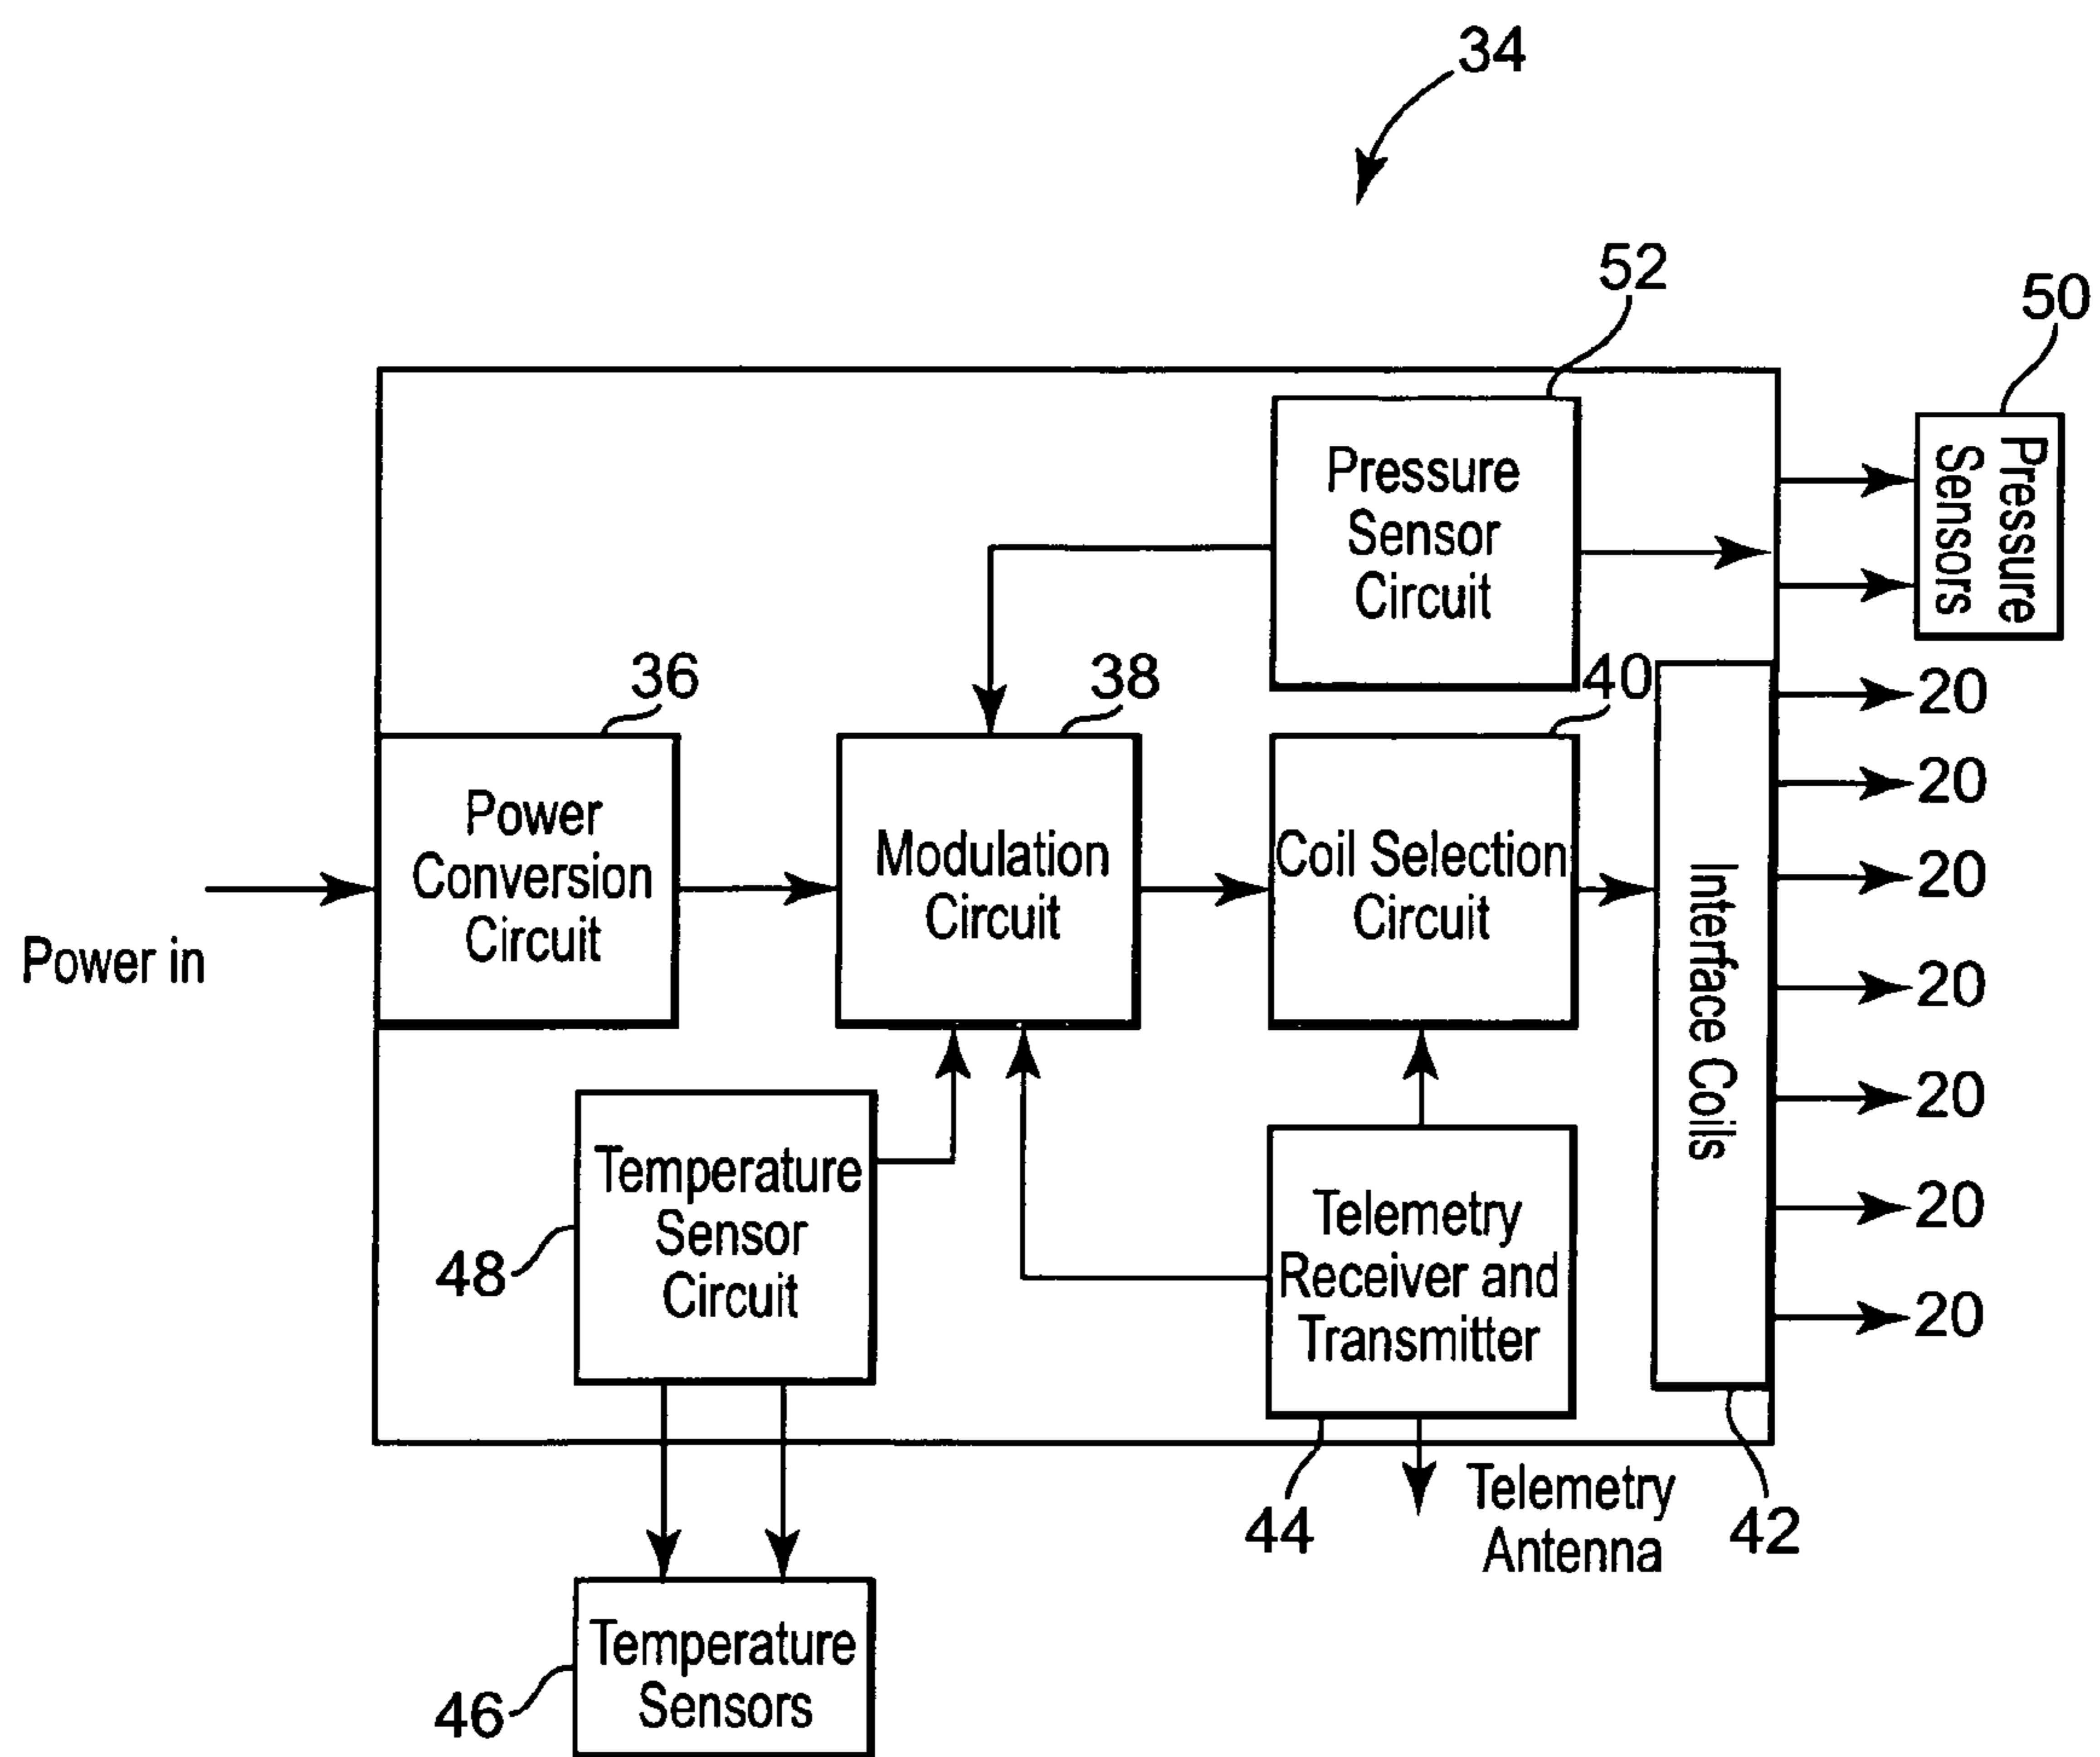 34
52
50
Pressure
Sensor
Circuit
Pressure
Sensors
36
38
40
20
20
20
20
20
20
20
Power
Conversion
Circuit
Modulation
Circuit
Coil Selection
Circuit
Interface Coils
Power in
Temperature
Sensor
Circuit
48
Telemetry
Receiver and
Transmitter
44
Telemetry
Antenna
42
Temperature
Sensors
46